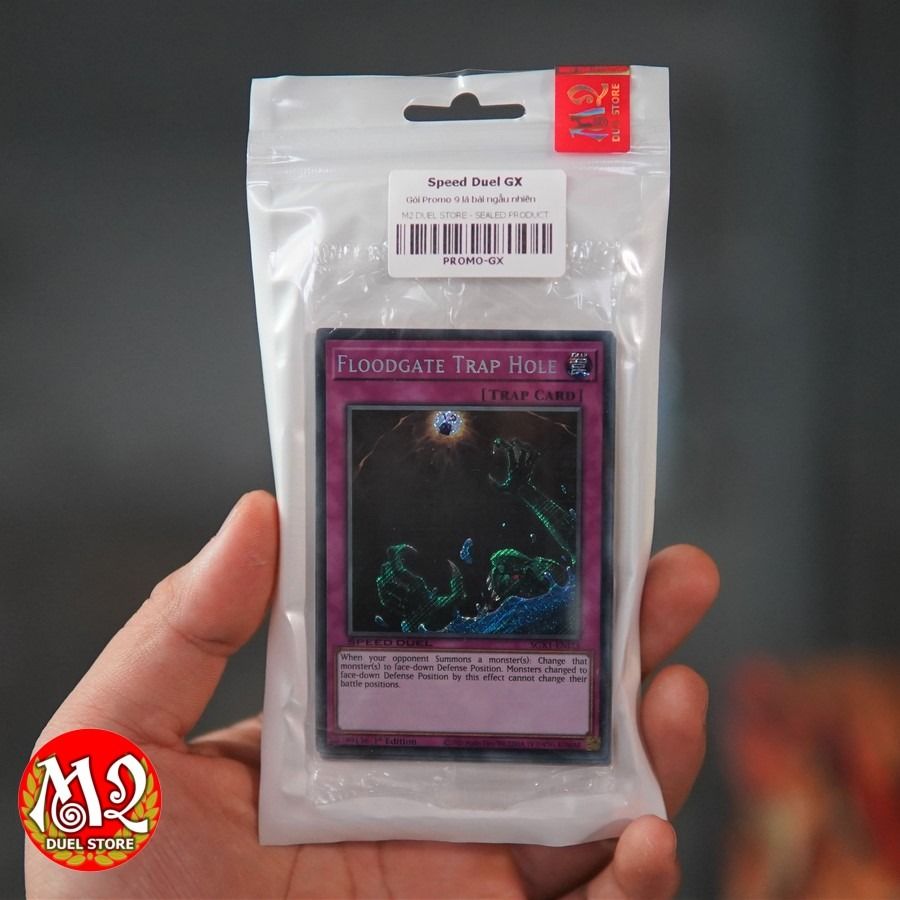 M2
DUEL STORE
Speed Duel GX
Gói Promo 9 lá bài ngẫu nhiên
M2 DUEL STORE - SEALED PRODUCT
PROMO-GX
FLOODGATE TRAP HOLE
[TRAP CARD]
SPEED DUEL
When your opponent Summons a monster(s): Change that
monster(s) to face-down Defense Position. Monsters changed to
face-down Defense Position by this effect cannot change their
battle positions.
1st Edition
M2
DUEL STORE